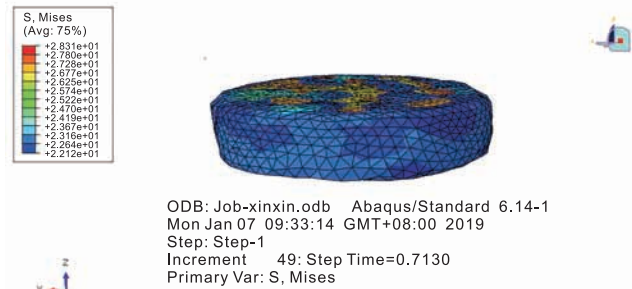 S, Mises
(Avg: 75%)
+2.831e+01
+2.780e+01
+2.728e+01
+2.677e+01
+2.625e+01
+2.574e+01
+2.522e+01
+2.470e+01
+2.419e+01
+2.367e+01
+2.316e+01
+2.264e+01
+2.212e+01
ODB: Job-xinxin.odb Abaqus/Standard 6.14-1
Mon Jan 07 09:33:14 GMT+08:00 2019
Step: Step-1
Increment 49: Step Time=0.7130
Primary Var: S, Mises
z